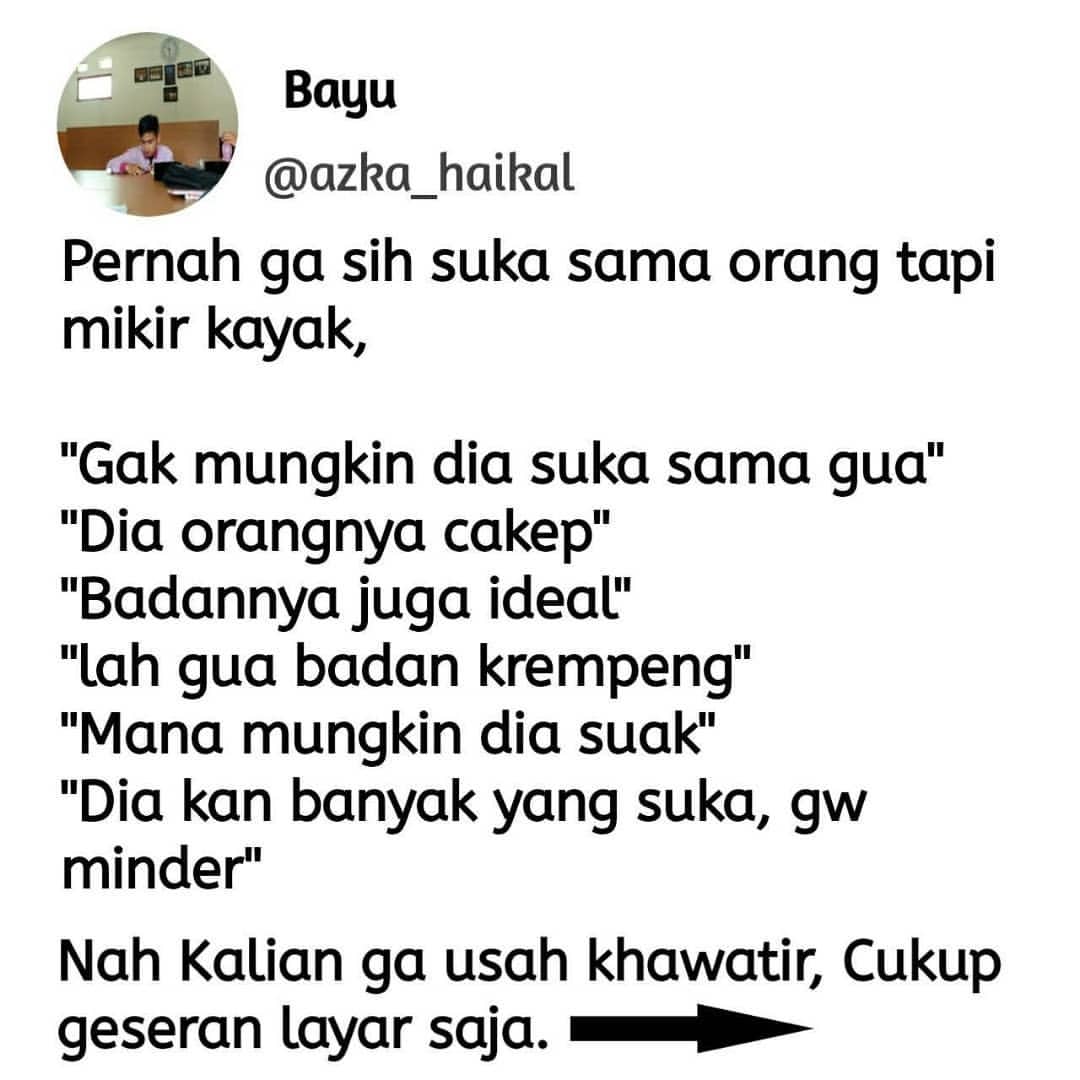 Bayu
@azka_haikal
Pernah ga sih suka sama orang tapi
mikir kayak,
"Gak mungkin dia suka sama gua"
"Dia orangnya cakep"
"Badannya juga ideal"
"lah gua badan krempeng"
"Mana mungkin dia suak"
"Dia kan banyak yang suka, gw
minder"
Nah Kalian ga usah khawatir, Cukup
geseran layar saja.